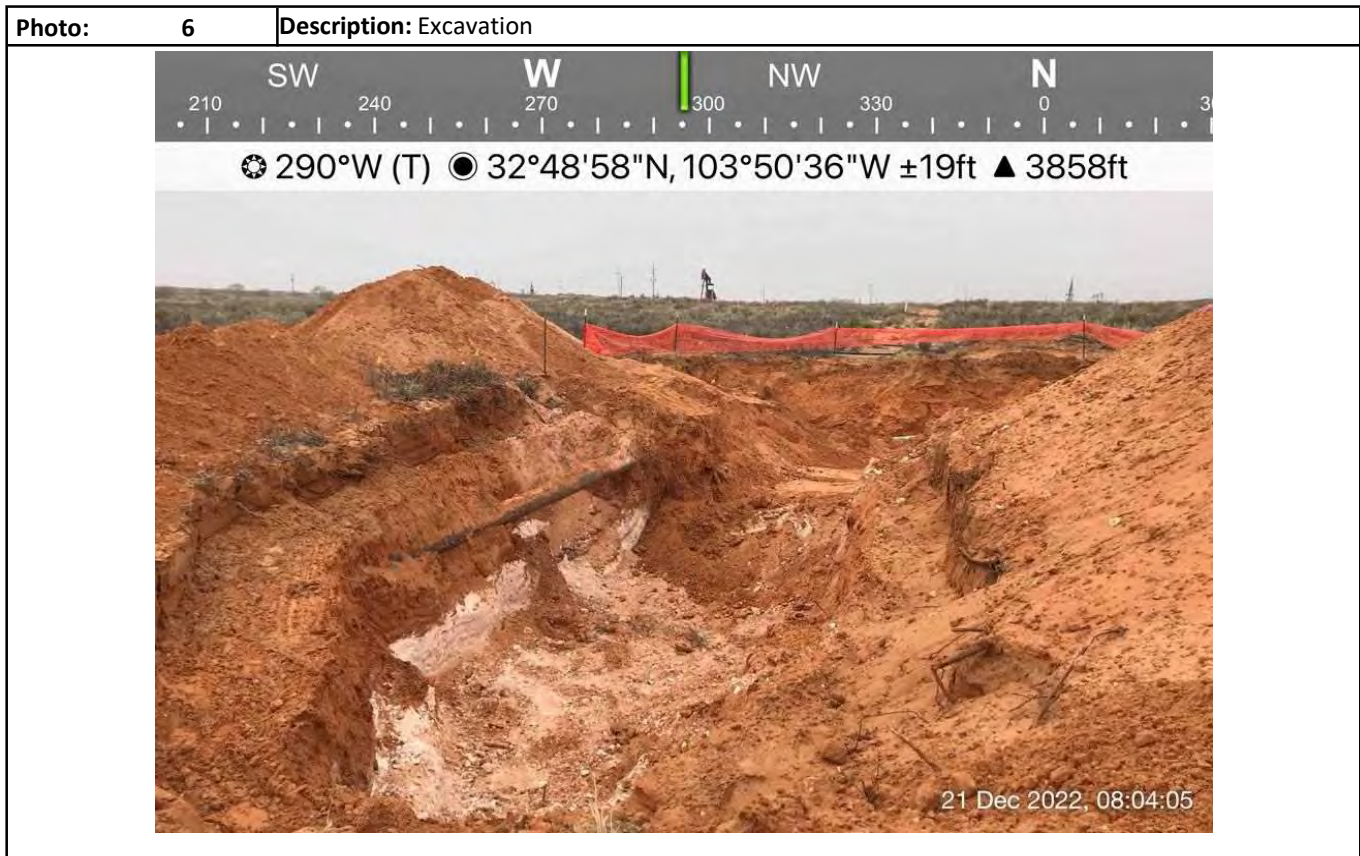 Photo: 6 Description: Excavation
SW W NW N
210 240 270 300 330 0 30
290°W (T) 32°48'58"N, 103°50'36"W ±19ft ▲ 3858ft
21 Dec 2022, 08:04:05